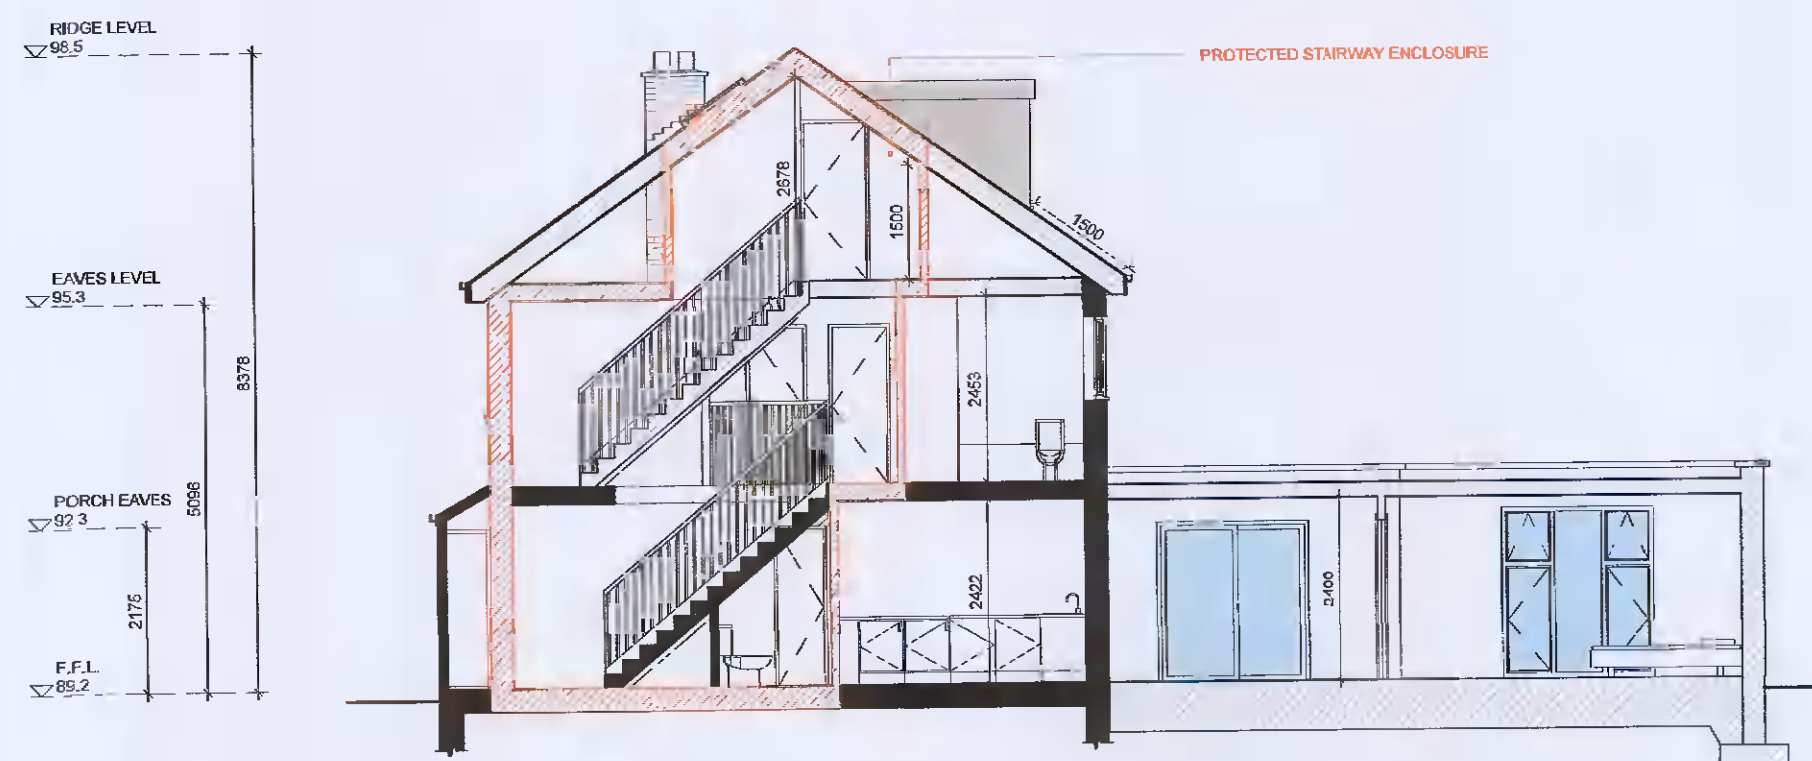 RIDGE LEVEL
98.5
PROTECTED STAIRWAY ENCLOSURE
2678
1500
1500
EAVES LEVEL
95.3
8378
5096
2453
PORCH EAVES
92.3
2175
2422
2400
F.F.L.
89.2